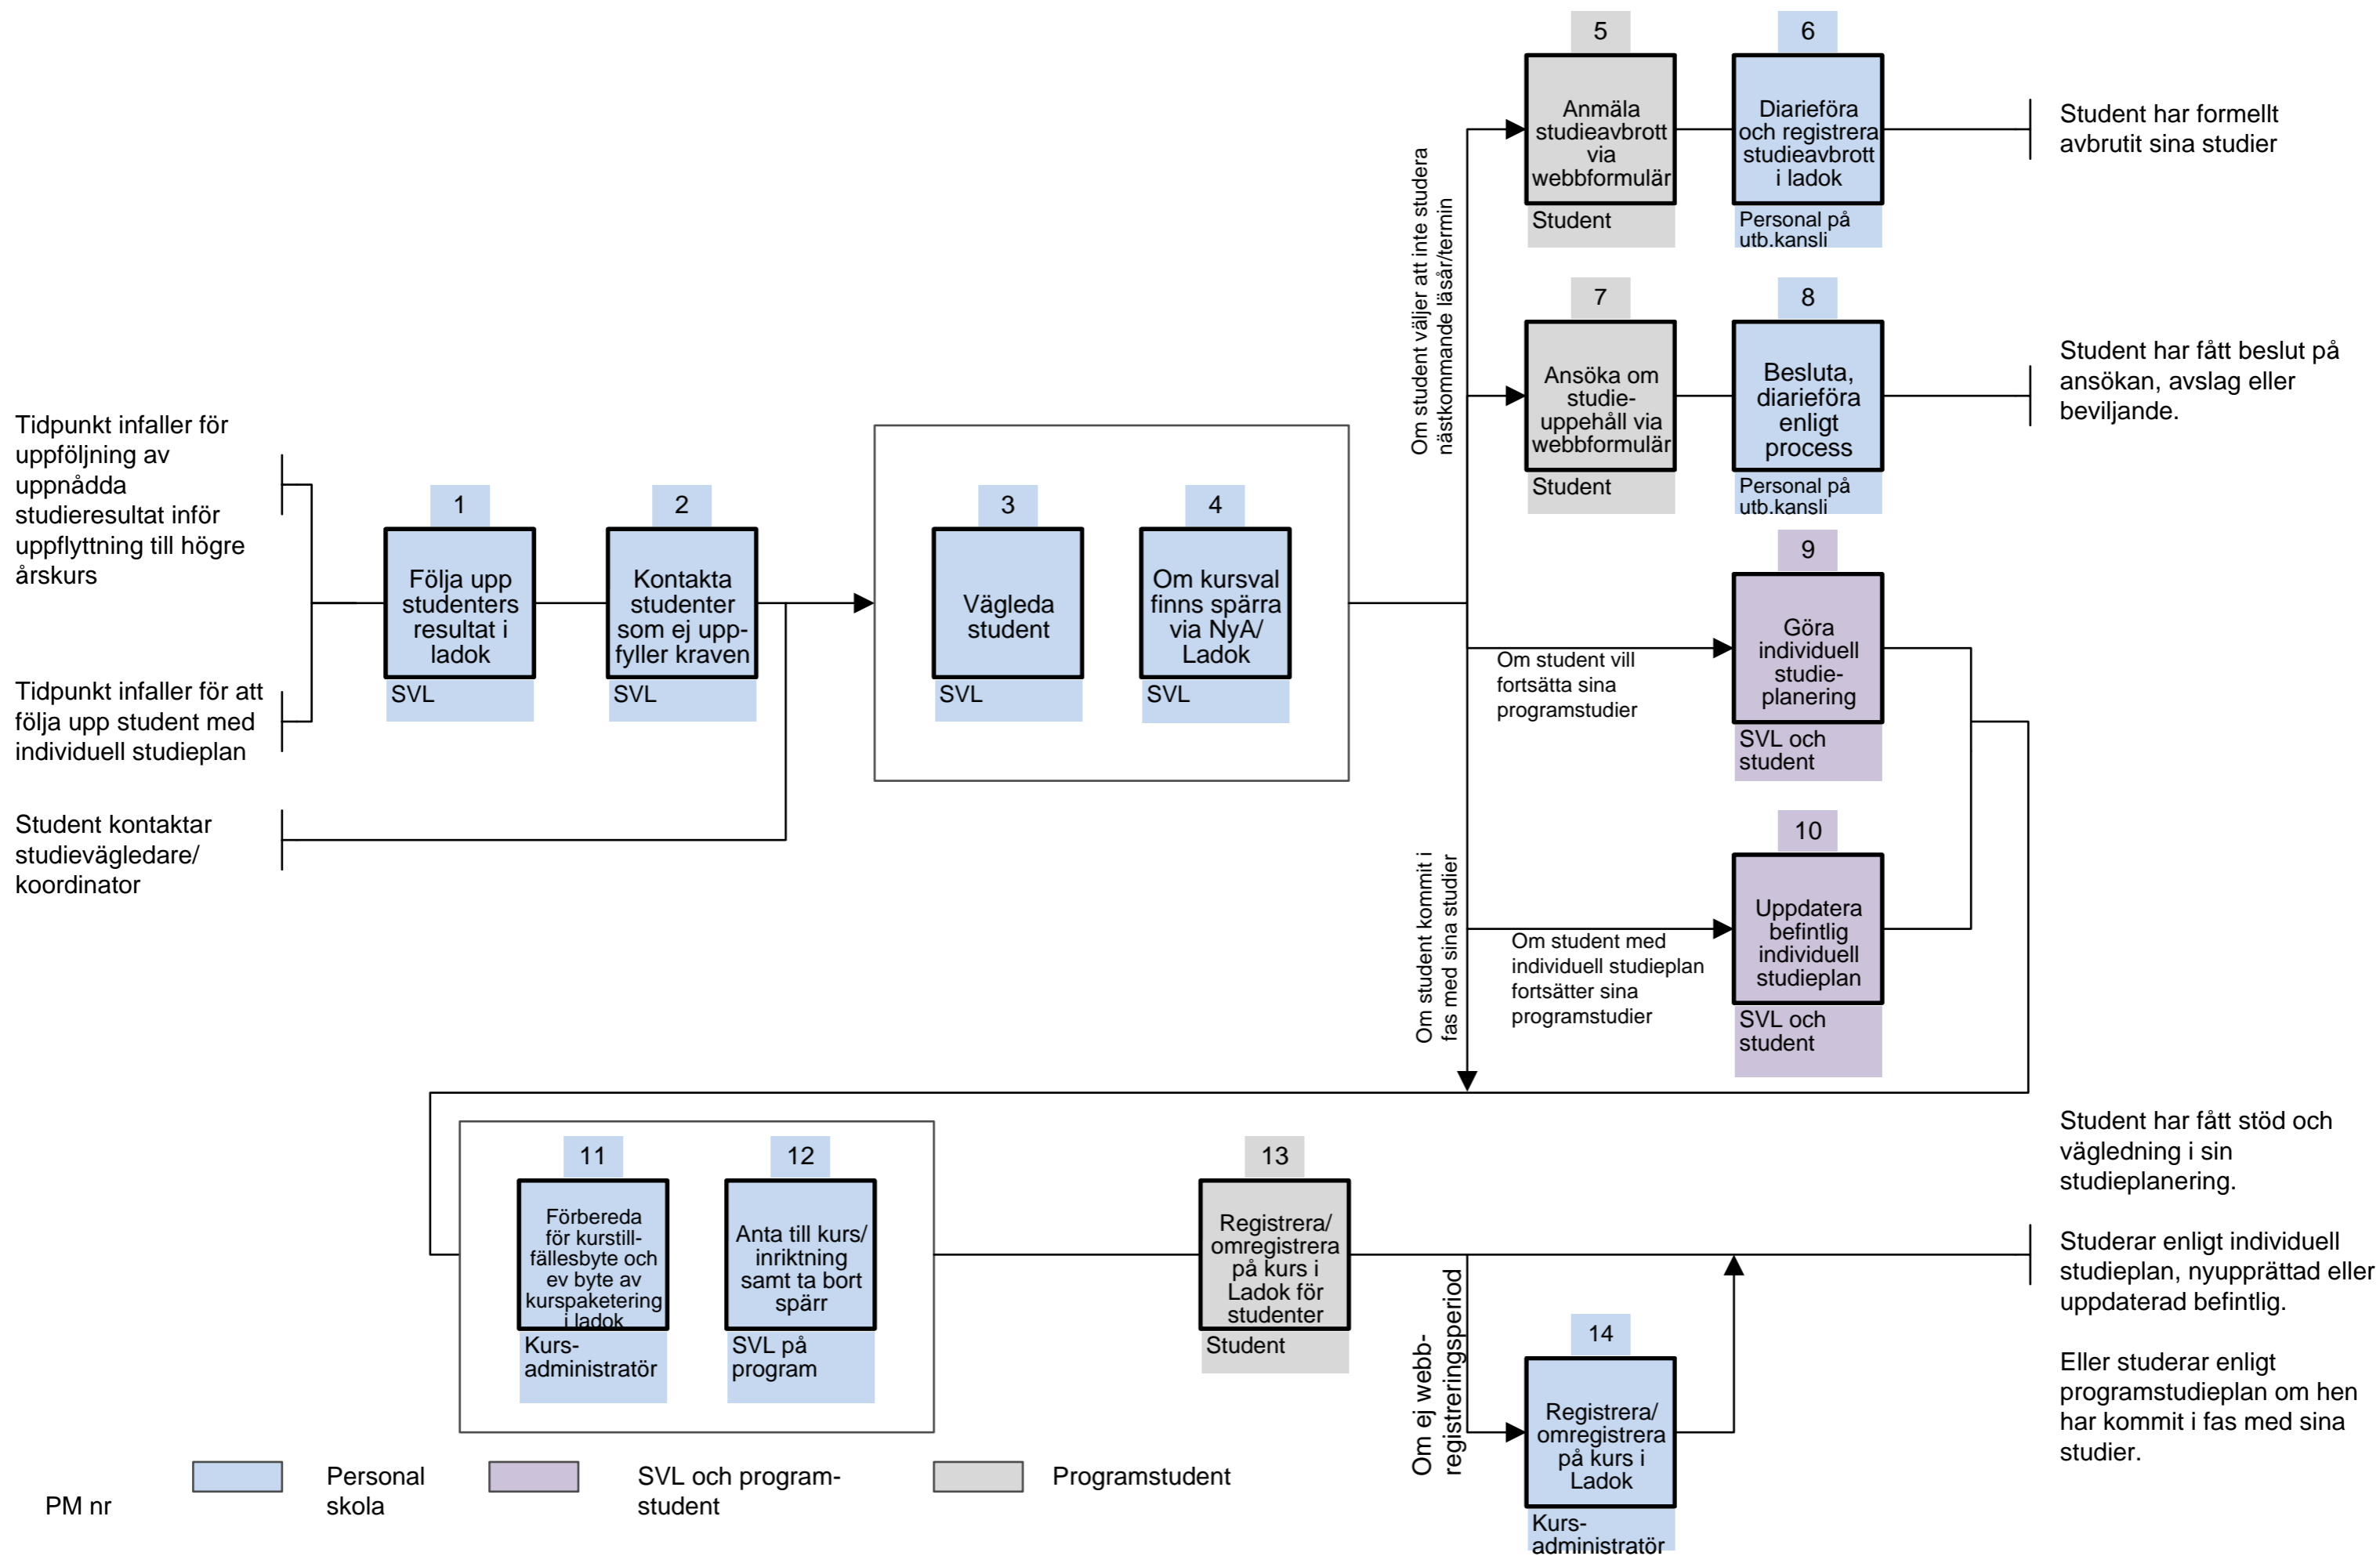 Tidpunkt infaller för
uppföljning av
uppnådda
studieresultat inför
uppflyttning till högre
årskurs
Tidpunkt infaller för att
följa upp student med
individuell studieplan
Student kontaktar
studievägledare/
koordinator
1
Följa upp
studenters
resultat i
ladok
SVL
2
Kontakta
studenter
som ej upp-
fyller kraven
SVL
3
Vägleda
student
SVL
4
Om kursval
finns spärra
via NyA/
Ladok
SVL
Om student väljer att inte studera
nästkommande läsår/termin
5
Anmäla
studieavbrott
via
webbformulär
Student
6
Diarieföra
och registrera
studieavbrott
i ladok
Personal på
utb.kansli
Student har formellt
avbrutit sina studier
7
Ansöka om
studie-
uppehåll via
webbformulär
Student
8
Besluta,
diarieföra
enligt
process
Personal på
utb.kansli
Student har fått beslut på
ansökan, avslag eller
beviljande.
Om student vill
fortsätta sina
programstudier
9
Göra
individuell
studie-
planering
SVL och
student
Om student kommit i
fas med sina studier
Om student med
individuell studieplan
fortsätter sina
programstudier
10
Uppdatera
befintlig
individuell
studieplan
SVL och
student
11
Förbereda
för kurstill-
fällesbyte och
ev byte av
kurspaketering
i ladok
Kurs-
administratör
12
Anta till kurs/
inriktning
samt ta bort
spärr
SVL på
program
13
Registrera/
omregistrera
på kurs i
Ladok för
studenter
Student
Om ej webb-
registreringsperiod
14
Registrera/
omregistrera
på kurs i
Ladok
Kurs-
administratör
Student har fått stöd och
vägledning i sin
studieplanering.
Studerar enligt individuell
studieplan, nyupprättad eller
uppdaterad befintlig.
Eller studerar enligt
programstudieplan om hen
har kommit i fas med sina
studier.
PM nr
Personal
skola
SVL och program-
student
Programstudent